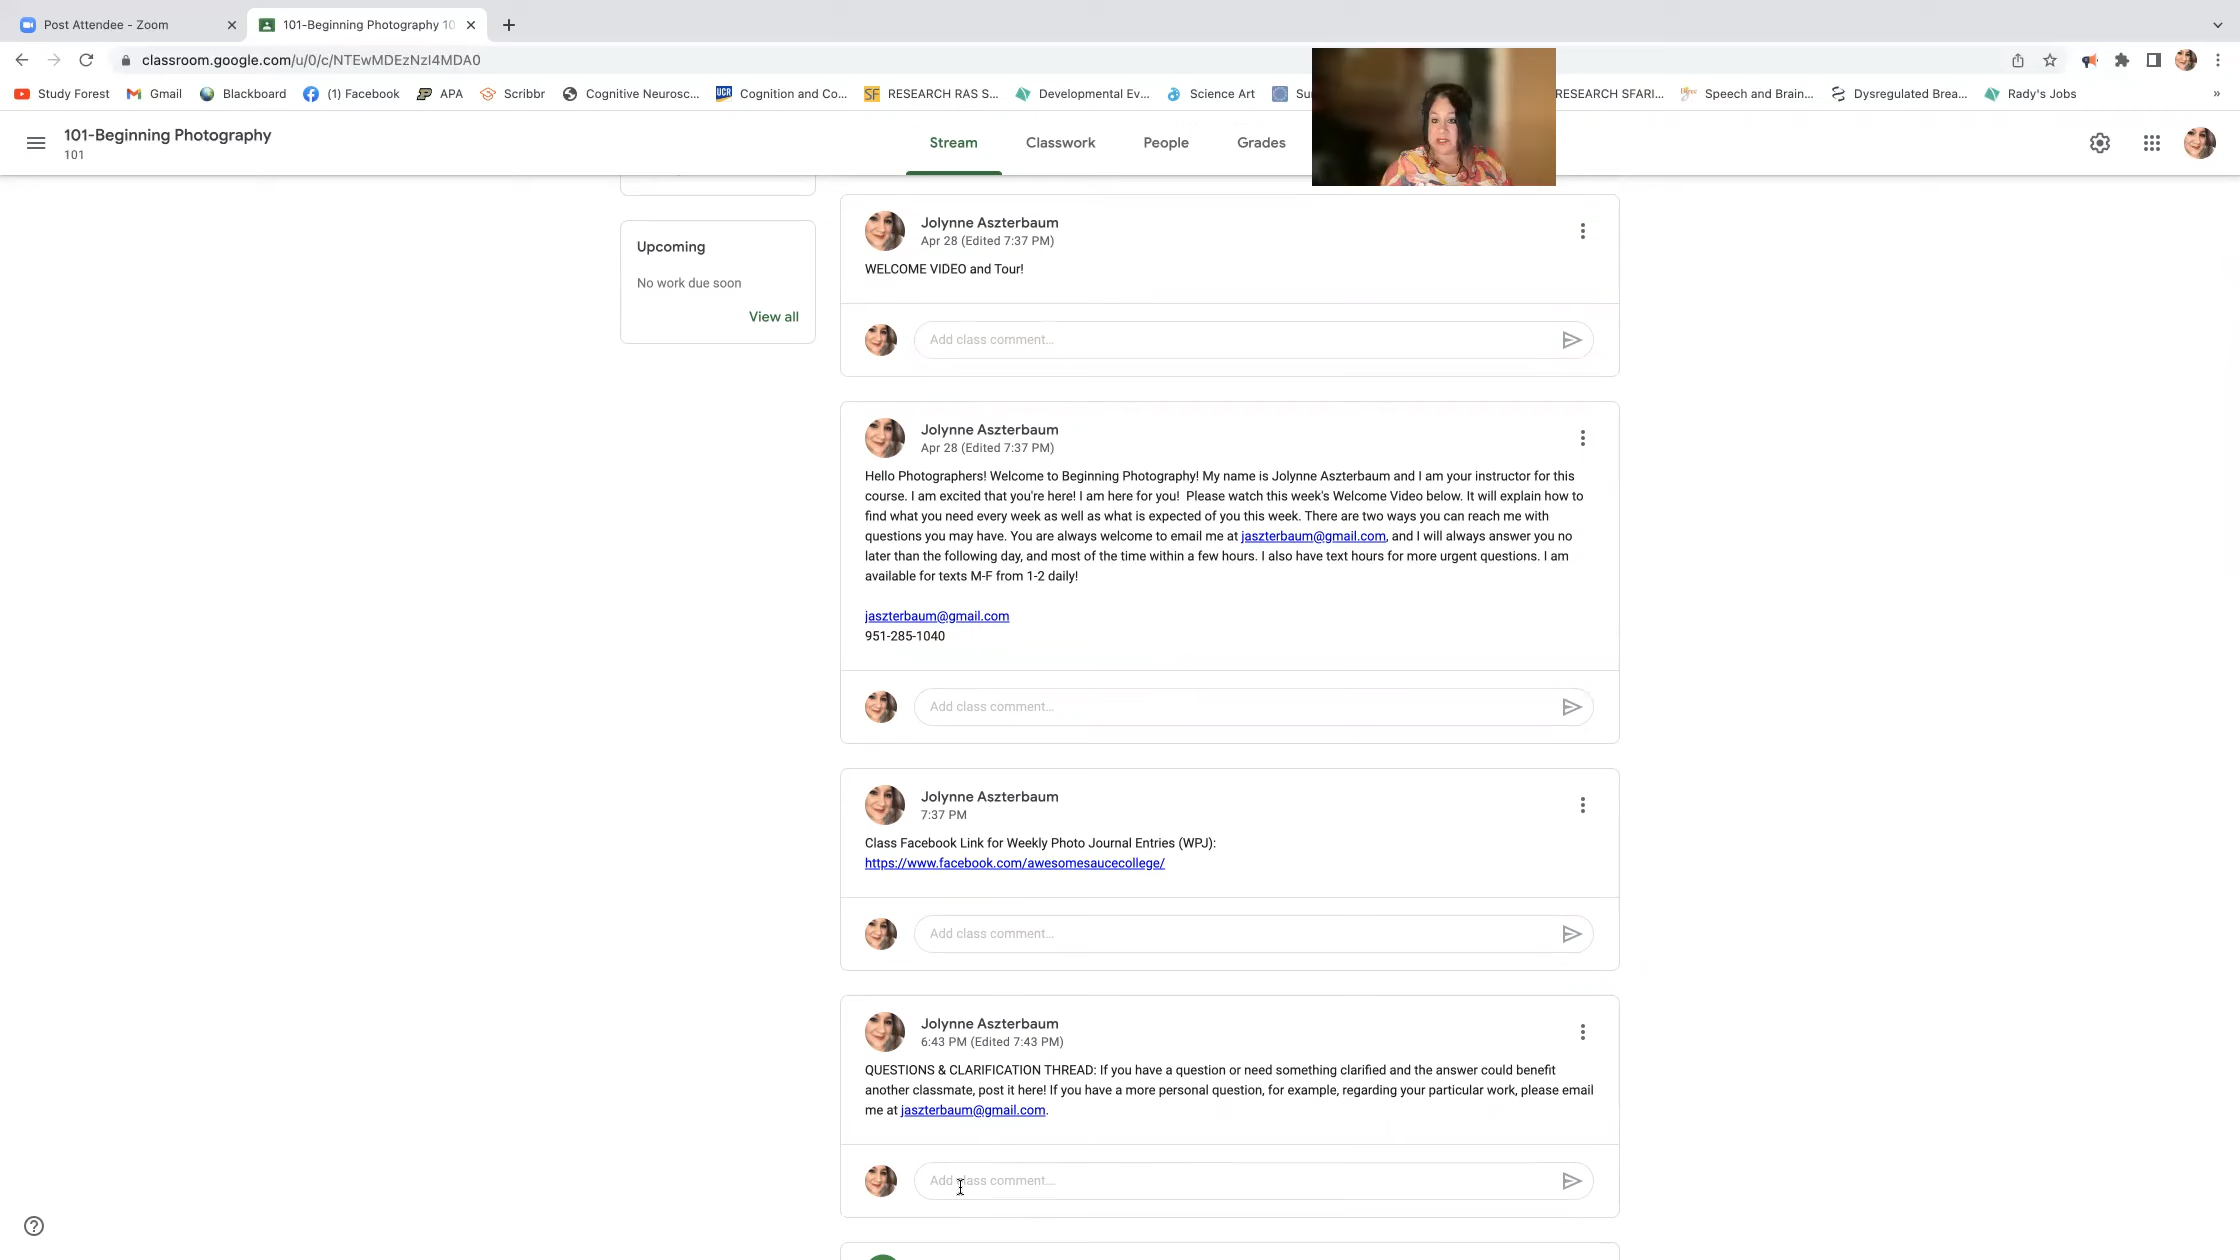 Post Attendee - Zoom
101-Beginning Photography 10
classroom.google.com/u/0/c/NTEwMDEzNzI4MDA0
Study Forest Gmail Blackboard (1) Facebook APA Scribbr Cognitive Neurosc... UCR Cognition and Co... SF RESEARCH RAS S... Developmental Ev... Science Art RESEARCH SFARI... Speech and Brain... Dysregulated Brea... Rady's Jobs »
101-Beginning Photography
101
Stream Classwork People Grades
Upcoming
No work due soon
View all
Jolynne Aszterbaum
Apr 28 (Edited 7:37 PM)
WELCOME VIDEO and Tour!
Add class comment...
Jolynne Aszterbaum
Apr 28 (Edited 7:37 PM)
Hello Photographers! Welcome to Beginning Photography! My name is Jolynne Aszterbaum and I am your instructor for this
course. I am excited that you're here! I am here for you!  Please watch this week's Welcome Video below. It will explain how to
find what you need every week as well as what is expected of you this week. There are two ways you can reach me with
questions you may have. You are always welcome to email me at jaszterbaum@gmail.com, and I will always answer you no
later than the following day, and most of the time within a few hours. I also have text hours for more urgent questions. I am
available for texts M-F from 1-2 daily!
jaszterbaum@gmail.com
951-285-1040
Add class comment...
Jolynne Aszterbaum
7:37 PM
Class Facebook Link for Weekly Photo Journal Entries (WPJ):
https://www.facebook.com/awesomesaucecollege/
Add class comment...
Jolynne Aszterbaum
6:43 PM (Edited 7:43 PM)
QUESTIONS & CLARIFICATION THREAD: If you have a question or need something clarified and the answer could benefit
another classmate, post it here! If you have a more personal question, for example, regarding your particular work, please email
me at jaszterbaum@gmail.com.
Add class comment...